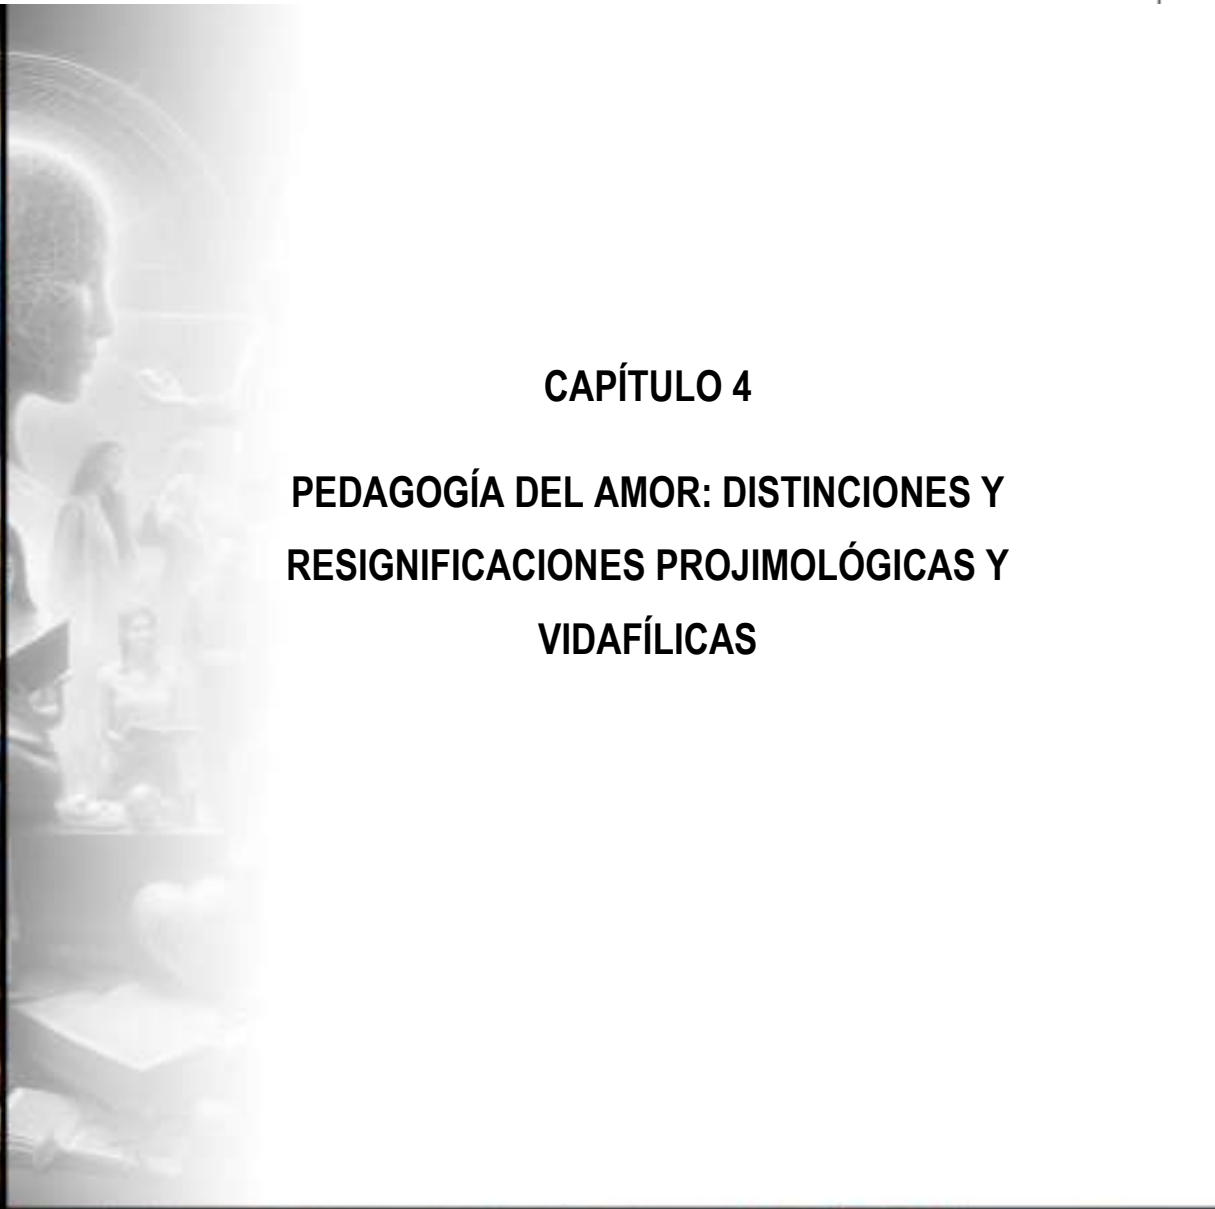 CAPÍTULO 4
PEDAGOGÍA DEL AMOR: DISTINCIONES Y
RESIGNIFICACIONES PROJIMOLÓGICAS Y
VIDAFÍLICAS